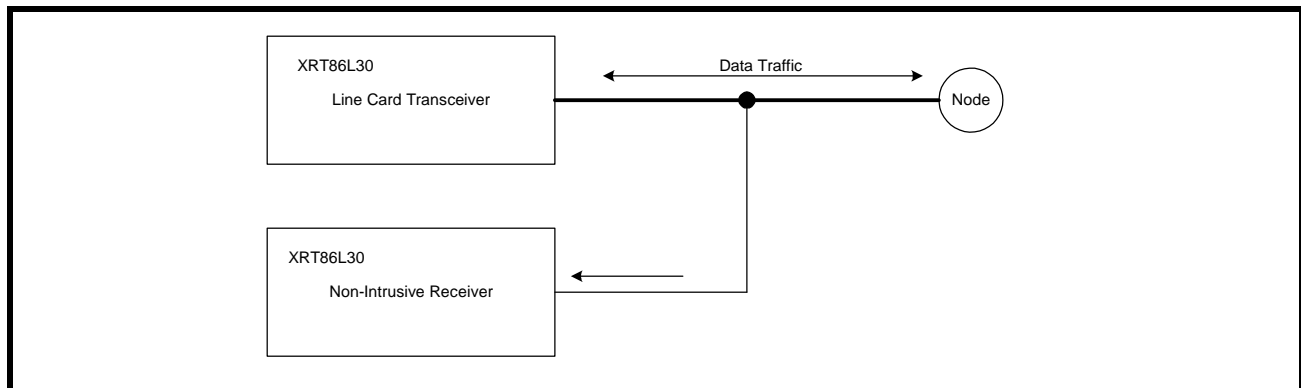 XRT86L30
Line Card Transceiver
Data Traffic
Node
XRT86L30
Non-Intrusive Receiver